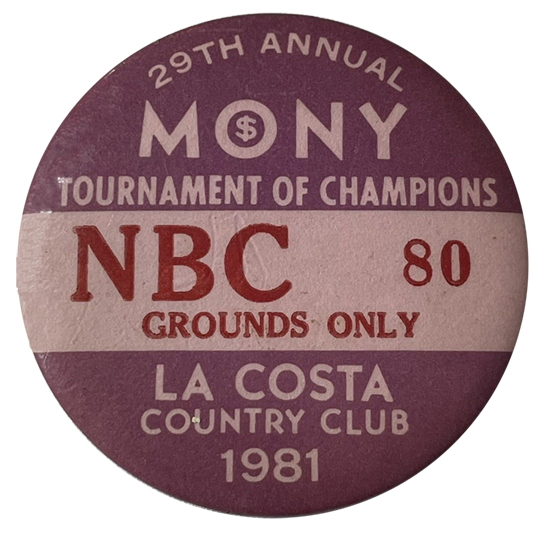 29TH ANNUAL
MONY
TOURNAMENT OF CHAMPIONS
NBC 80
GROUNDS ONLY
LA COSTA
COUNTRY CLUB
1981